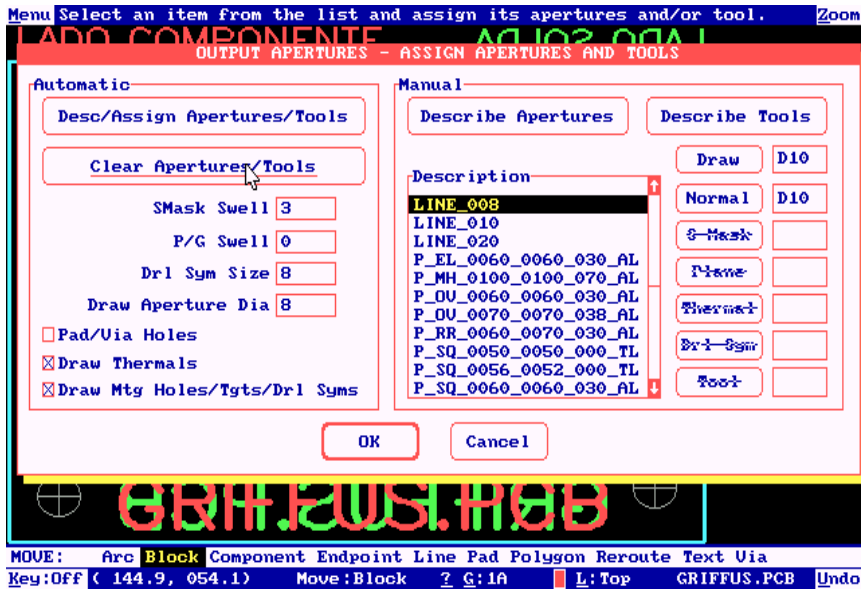 Menu Select an item from the list and assign its apertures and/or tool. Zoom
LADO COMPONENTE
OUTPUT APERTURES - ASSIGN APERTURES AND TOOLS
Automatic
Desc/Assign Apertures/Tools
Clear Apertures/Tools
SMask Swell 3
P/G Swell 0
Drl Sym Size 8
Draw Aperture Dia 8
Pad/Via Holes
Draw Thermals
Draw Mtg Holes/Tgts/Drl Syms
Manual
Describe Apertures
Describe Tools
Description
LINE_008
LINE_010
LINE_020
P_EL_0060_0060_030_AL
P_MH_0100_0100_070_AL
P_OV_0060_0060_030_AL
P_OV_0070_0070_038_AL
P_RR_0060_0070_030_AL
P_SQ_0050_0050_000_TL
P_SQ_0056_0052_000_TL
P_SQ_0060_0060_030_AL
Draw D10
Normal D10
S-Mask
Plane
Thermal
Drl Sym
Tool
OK
Cancel
GRIFFUS.PCB
MOVE: Arc Block Component Endpoint Line Pad Polygon Reroute Text Via
Key:Off ( 144.9, 054.1) Move:Block ? G:1A L:Top GRIFFUS.PCB Undo